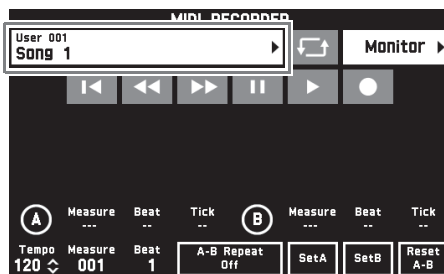 MIDI RECORDER
User 001
Song 1
Monitor
A
Measure Beat Tick
--- -- --
B
Measure Beat Tick
--- -- --
Tempo Measure Beat
120 001 1
A-B Repeat
Off
SetA
SetB
Reset
A-B